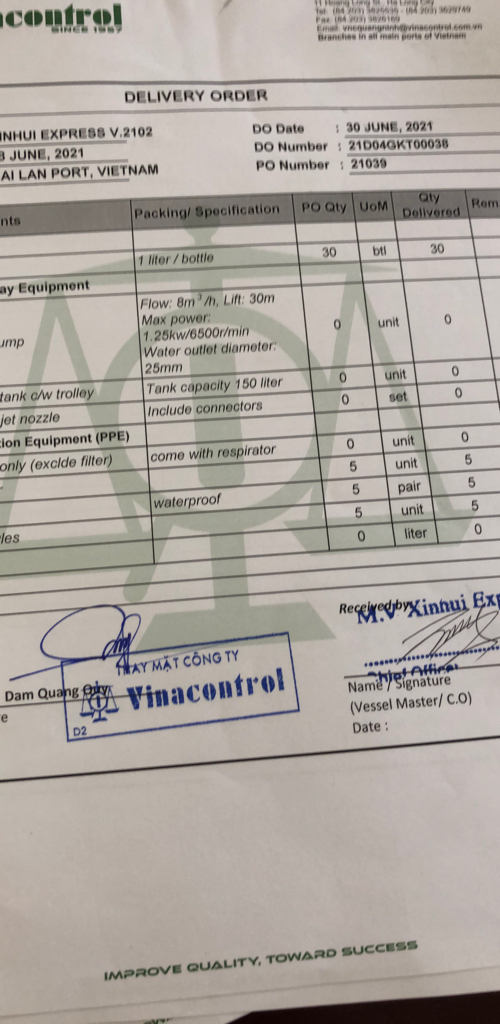 acontrol
SINCE 1957
11 Hoang Long St, Ha Long City
Tel: (84 203) - (84 203) 3829749
Fax: (84 203) 3826169
Email: vncquangninh@vinacontrol.com.vn
Branches in all main ports of Vietnam
DELIVERY ORDER
INHUI EXPRESS V.2102
DO Date : 30 JUNE, 2021
JUNE, 2021
DO Number : 21D04GKT00038
AI LAN PORT, VIETNAM
PO Number : 21039
nts Packing/ Specification PO Qty UoM Qty Delivered Rem
1 liter / bottle 30 btl 30
ay Equipment
ump Flow: 8m³/h, Lift: 30m
Max power:
1.25kw/6500r/min
Water outlet diameter:
25mm 0 unit 0
tank c/w trolley Tank capacity 150 liter 0 unit 0
jet nozzle Include connectors 0 set 0
ion Equipment (PPE)
only (exclde filter) come with respirator 0 unit 0
5 unit 5
waterproof 5 pair 5
5 unit 5
les 0 liter 0
Received by
M.V Xinhui Exp
Chief Officer
THAY MẶT CÔNG TY
Vinacontrol
D2
Dam Quang
e
Name / Signature
(Vessel Master/ C.O)
Date :
IMPROVE QUALITY, TOWARD SUCCESS